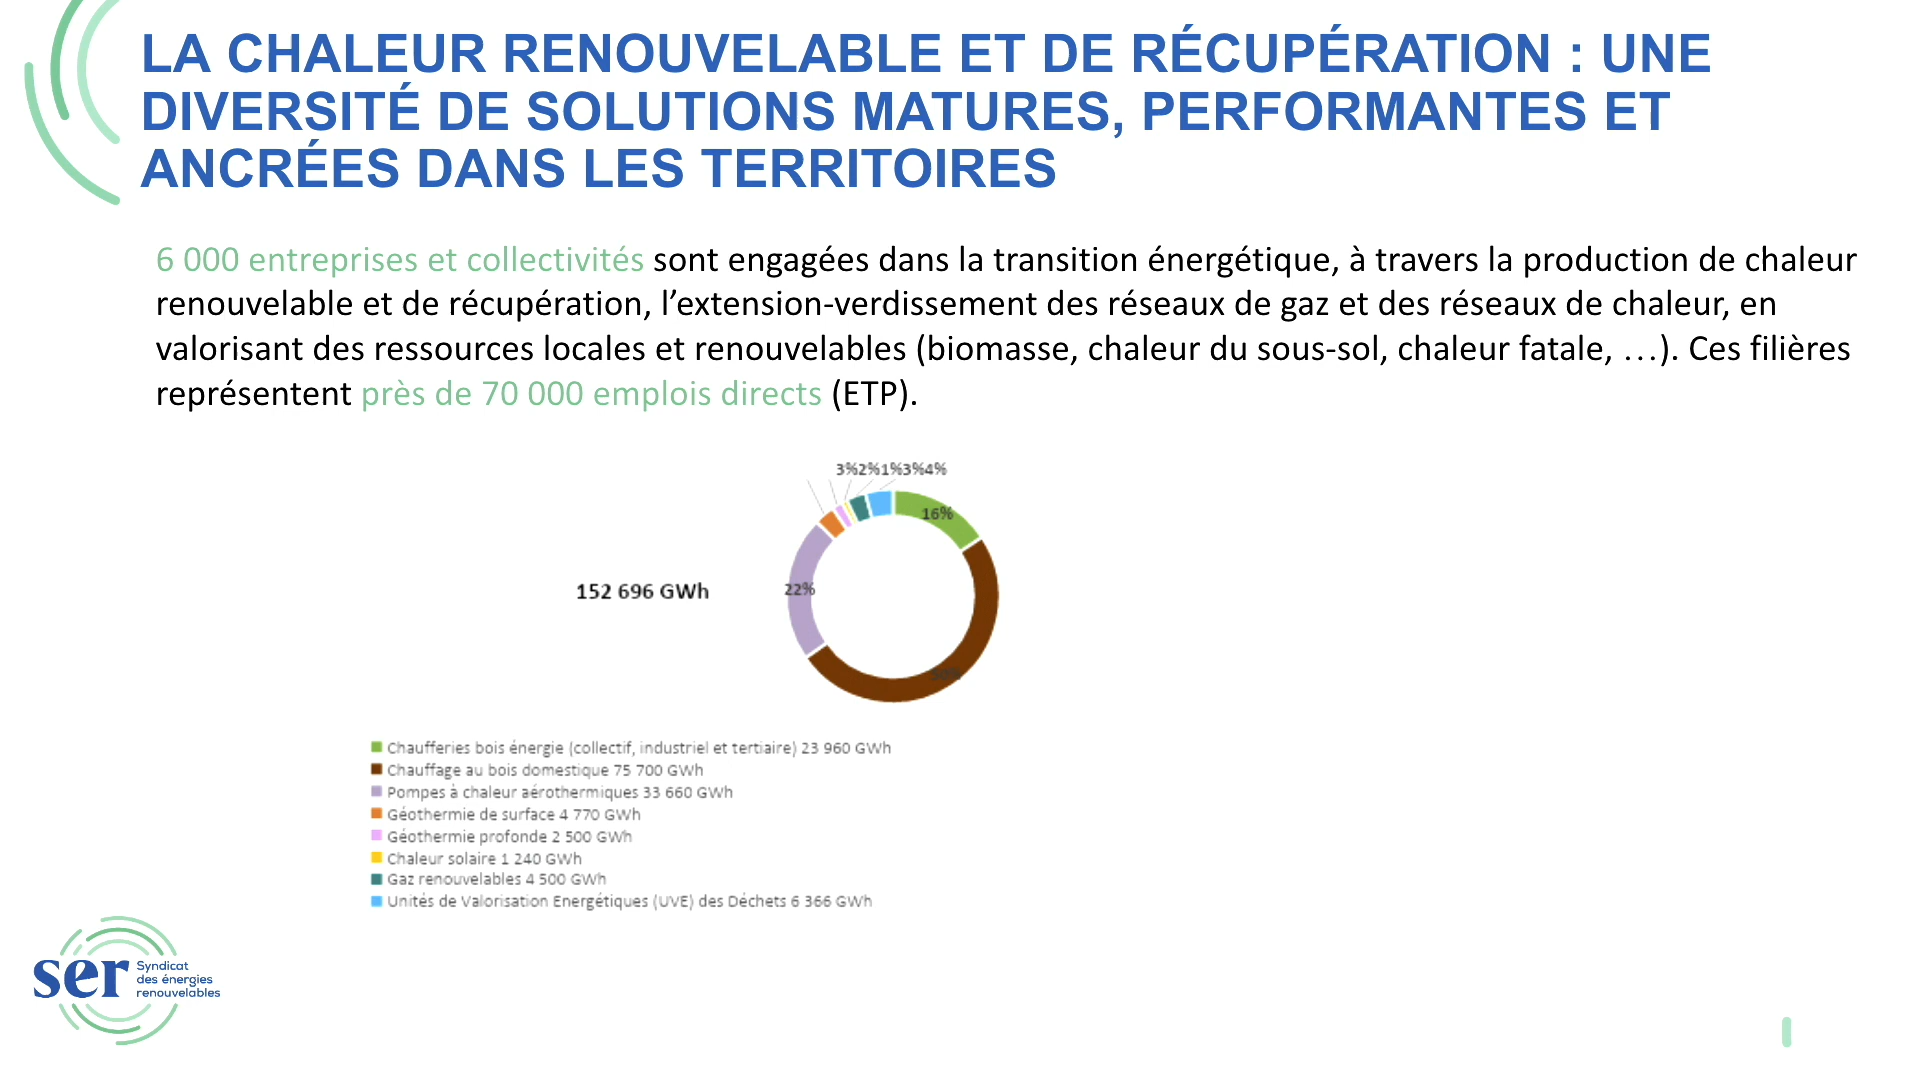 LA CHALEUR RENOUVELABLE ET DE RÉCUPÉRATION : UNE
DIVERSITÉ DE SOLUTIONS MATURES, PERFORMANTES ET
ANCRÉES DANS LES TERRITOIRES
6 000 entreprises et collectivités sont engagées dans la transition énergétique, à travers la production de chaleur
renouvelable et de récupération, l’extension-verdissement des réseaux de gaz et des réseaux de chaleur, en
valorisant des ressources locales et renouvelables (biomasse, chaleur du sous-sol, chaleur fatale, …). Ces filières
représentent près de 70 000 emplois directs (ETP).
3%2%1%3%4%
16%
22%
152 696 GWh
50%
Chaufferies bois énergie (collectif, industriel et tertiaire) 23 960 GWh
Chauffage au bois domestique 75 700 GWh
Pompes à chaleur aérothermiques 33 660 GWh
Géothermie de surface 4 770 GWh
Géothermie profonde 2 500 GWh
Chaleur solaire 1 240 GWh
Gaz renouvelables 4 500 GWh
Unités de Valorisation Energétiques (UVE) des Déchets 6 366 GWh
ser
Syndicat
des énergies
renouvelables